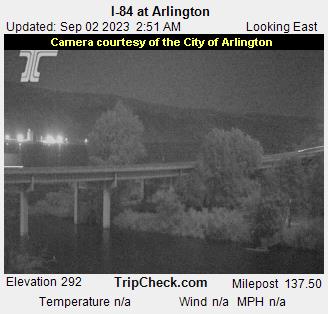 I-84 at Arlington
Updated: Sep 02 2023 2:51 AM Looking East
Camera courtesy of the City of Arlington
Elevation 292 TripCheck.com Milepost 137.50
Temperature n/a Wind n/a MPH n/a